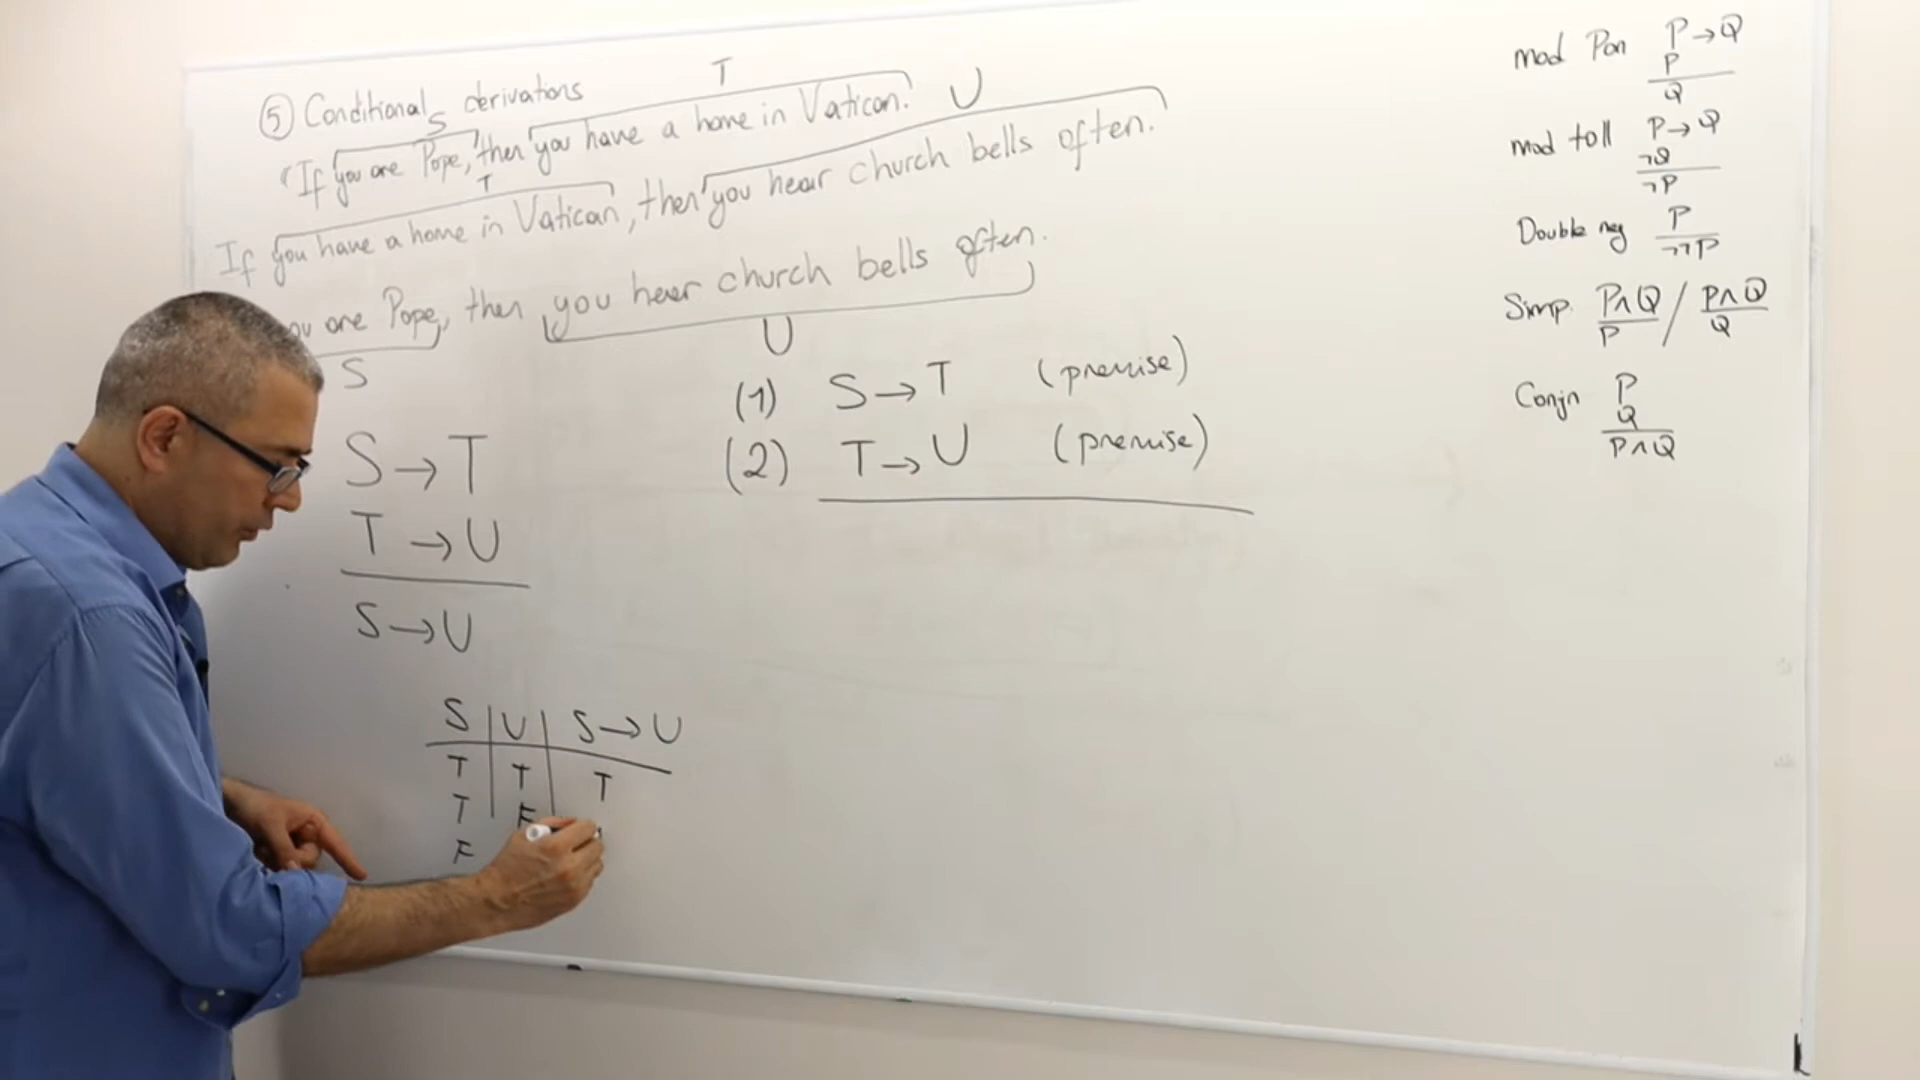 ⑤ Conditional derivations
S
T
"If you are Pope, then you have a home in Vatican.
T
U
If you have a home in Vatican, then you hear church bells often.
are Pope, then you hear church bells often.
S
U
S → T
T → U
S → U
(1) S → T (premise)
(2) T → U (premise)
S | U | S → U
T | T | T
T | F
F
mod Pon P → Q
P
Q
mod toll P → Q
¬Q
¬P
Double neg P
¬¬P
Simp. P∧Q / P∧Q
P Q
Conjn P
Q
P∧Q